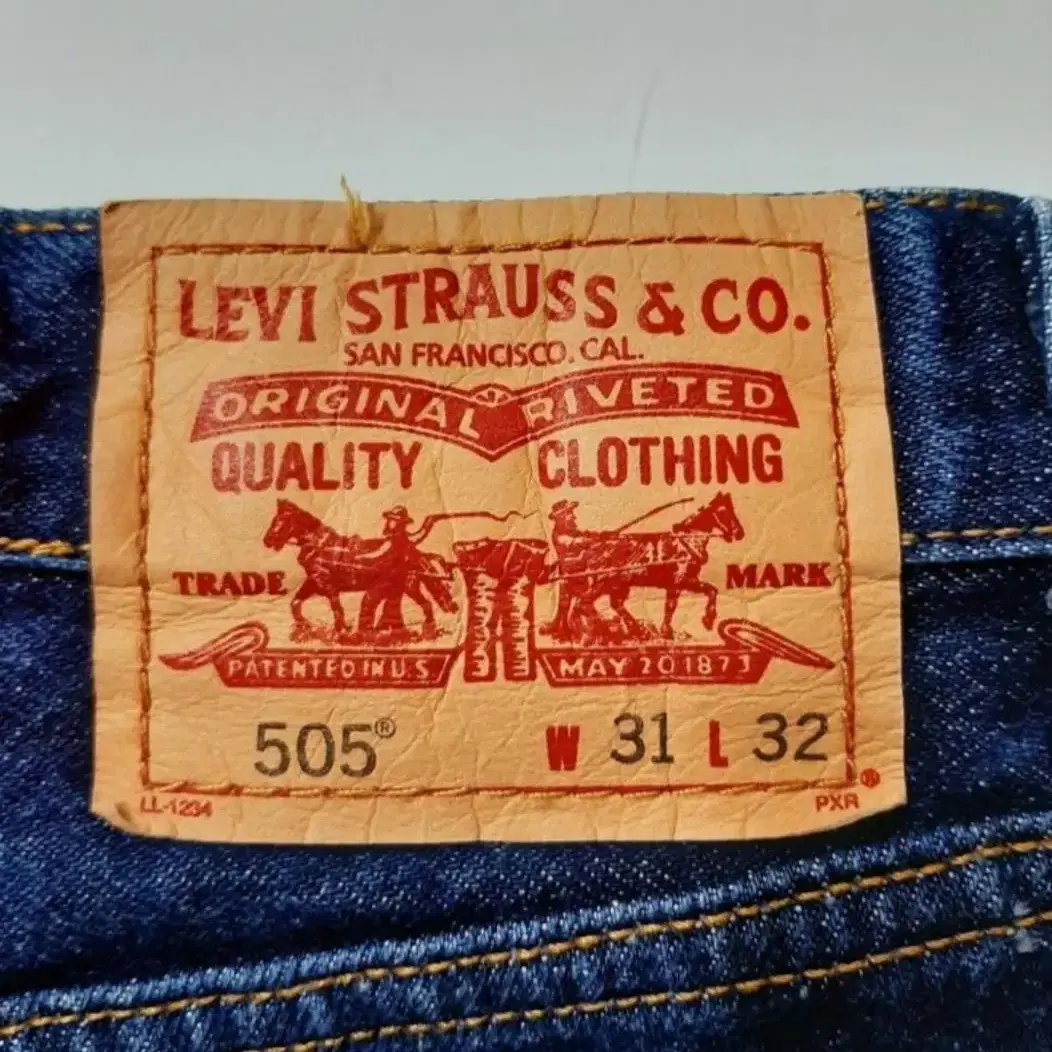 LEVI STRAUSS & CO.
SAN FRANCISCO. CAL.
ORIGINAL RIVETED
QUALITY CLOTHING
TRADE MARK
PATENTED IN U.S MAY 20 1873
505® W 31 L 32
LL-1234 PXR ®